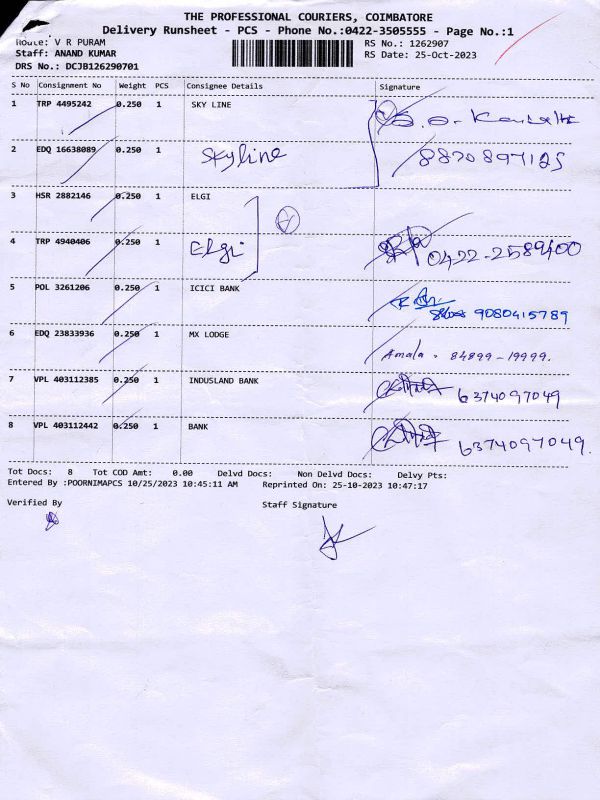 THE PROFESSIONAL COURIERS, COIMBATORE
Delivery Runsheet - PCS - Phone No.:0422-3505555 - Page No.:1
Route: V R PURAM
RS No.: 1262907
Staff: ANAND KUMAR
RS Date: 25-Oct-2023
DRS No.: DCJB126290701
S No Consignment No Weight PCS Consignee Details Signature
1 TRP 4495242 0.250 1 SKY LINE
2 EDQ 16638089 0.250 1 Skyline 8870897125
3 HSR 2882146 0.250 1 ELGI
4 TRP 4940406 0.250 1 Elgi 0422-2589400
5 POL 3261206 0.250 1 ICICI BANK
9080415789
6 EDQ 23833936 0.250 1 MX LODGE
Amala. 84899-19999.
7 VPL 403112385 0.250 1 INDUSLAND BANK 6374097049
8 VPL 403112442 0.250 1 BANK
6374097049.
Tot Docs: 8 Tot COD Amt: 0.00 Delvd Docs: Non Delvd Docs: Delvy Pts:
Entered By :POORNIMAPCS 10/25/2023 10:45:11 AM Reprinted On: 25-10-2023 10:47:17
Verified By Staff Signature